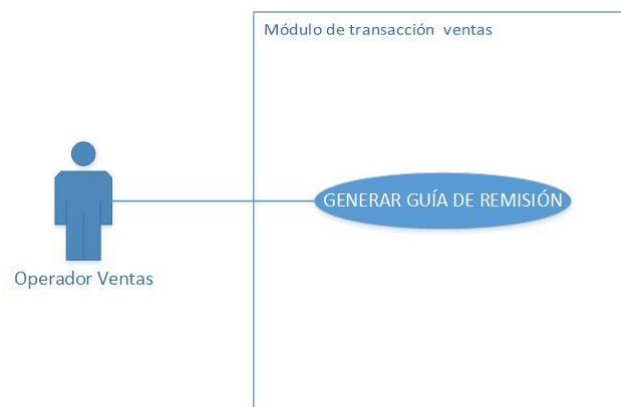 Módulo de transacción ventas
GENERAR GUÍA DE REMISIÓN
Operador Ventas